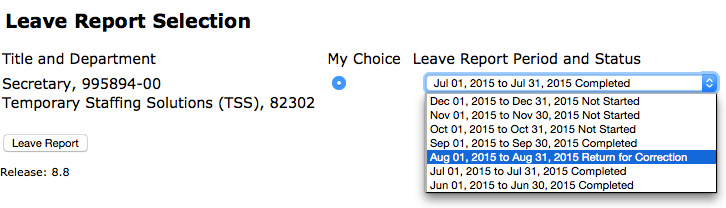 Leave Report Selection
Title and Department My Choice Leave Report Period and Status
Secretary, 995894-00 Jul 01, 2015 to Jul 31, 2015 Completed
Temporary Staffing Solutions (TSS), 82302
Dec 01, 2015 to Dec 31, 2015 Not Started
Nov 01, 2015 to Nov 30, 2015 Not Started
Oct 01, 2015 to Oct 31, 2015 Not Started
Sep 01, 2015 to Sep 30, 2015 Completed
Aug 01, 2015 to Aug 31, 2015 Return for Correction
Jul 01, 2015 to Jul 31, 2015 Completed
Jun 01, 2015 to Jun 30, 2015 Completed
Leave Report
Release: 8.8